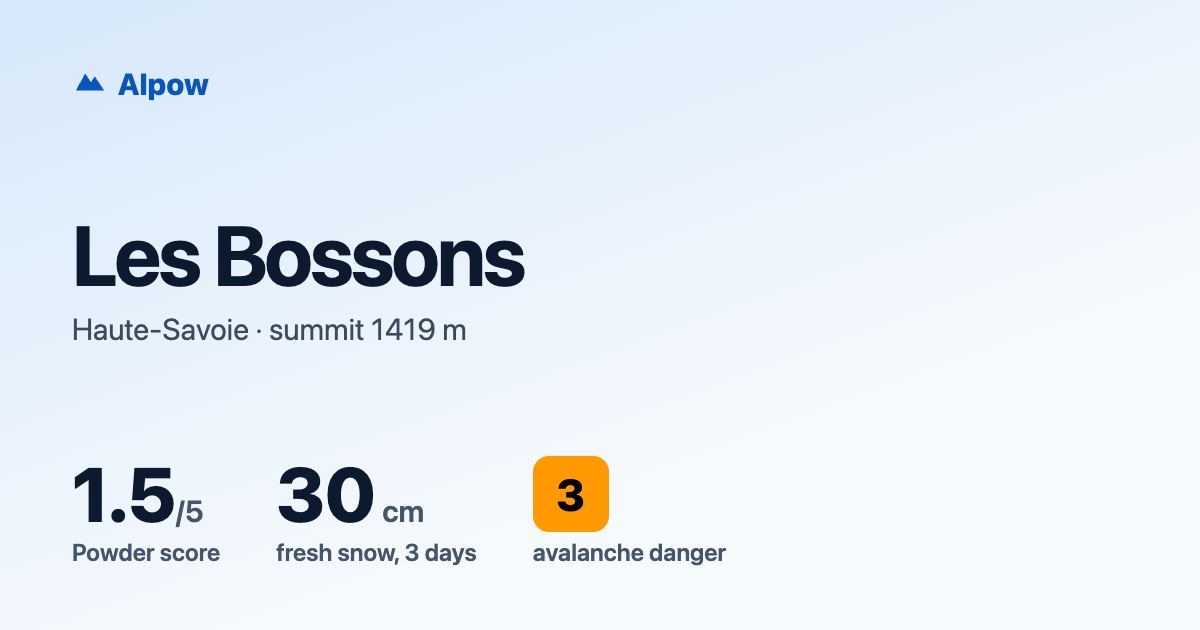 Alpow
Les Bossons
Haute-Savoie · summit 1419 m
1.5/5
Powder score
30 cm
fresh snow, 3 days
3
avalanche danger